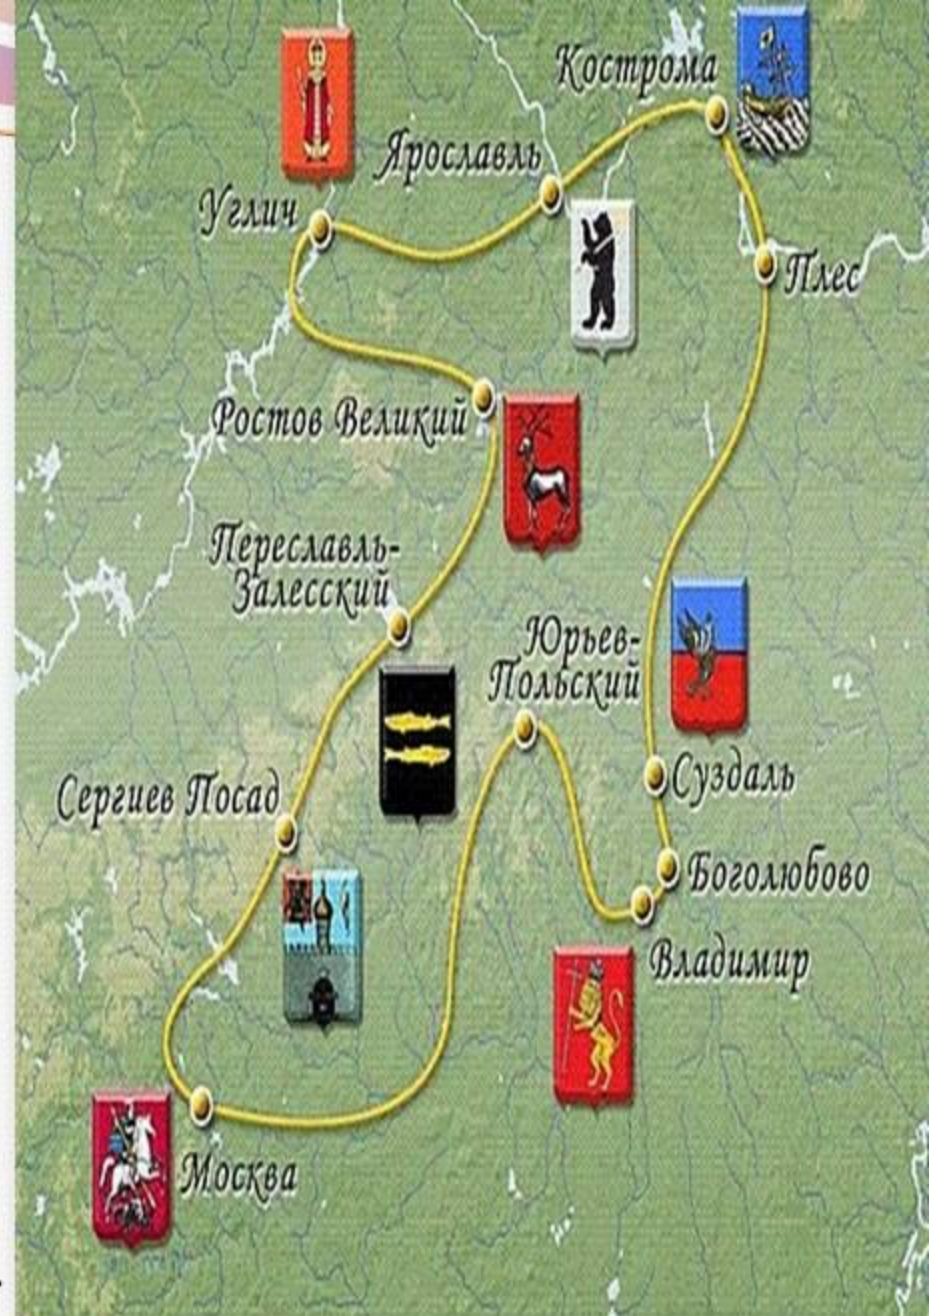 Кострома
Ярославль
Углич
Плес
Ростов Великий
Переславль-
Залесский
Юрьев-
Польский
Суздаль
Сергиев Посад
Боголюбово
Владимир
Москва